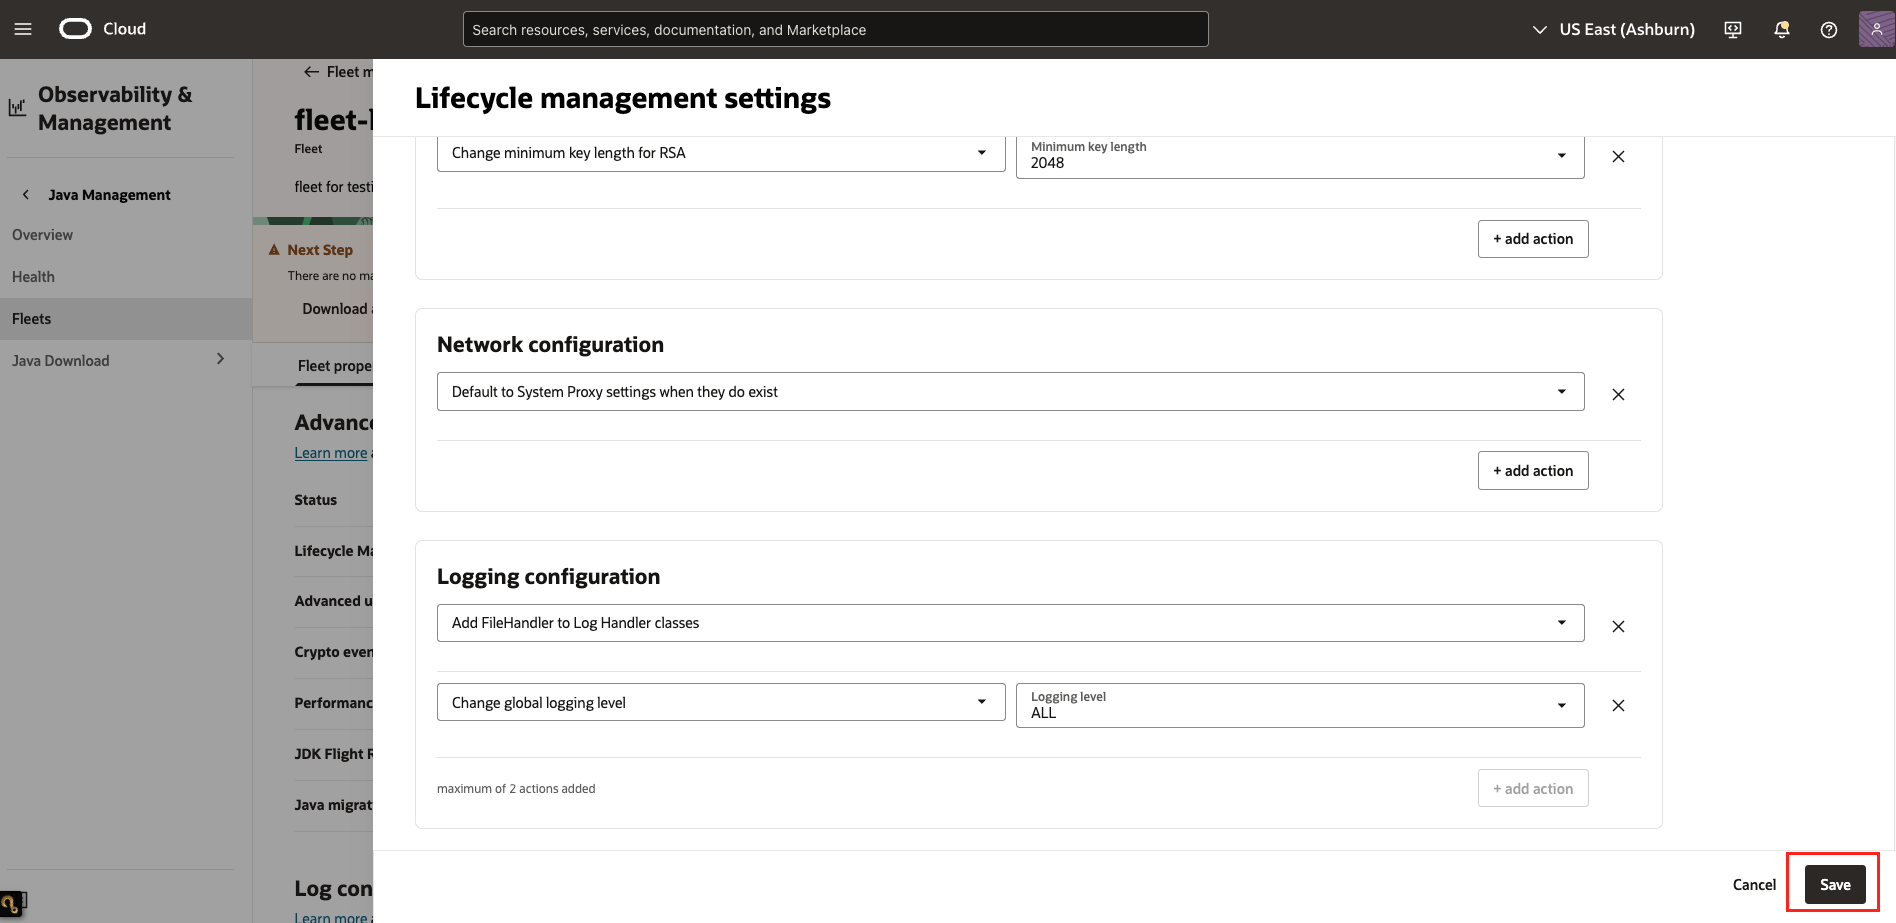 Cloud
Search resources, services, documentation, and Marketplace
US East (Ashburn)
Observability &
Management
Java Management
Overview
Health
Fleets
Java Download
Fleet m
fleet-
Fleet
fleet for testi
Next Step
There are no ma
Download
Fleet prope
Advanc
Learn more
Status
Lifecycle Ma
Advanced u
Crypto even
Performanc
JDK Flight R
Java migrat
Log con
Learn more
Lifecycle management settings
Change minimum key length for RSA
Minimum key length
2048
+ add action
Network configuration
Default to System Proxy settings when they do exist
+ add action
Logging configuration
Add FileHandler to Log Handler classes
Change global logging level
Logging level
ALL
maximum of 2 actions added
+ add action
Cancel
Save